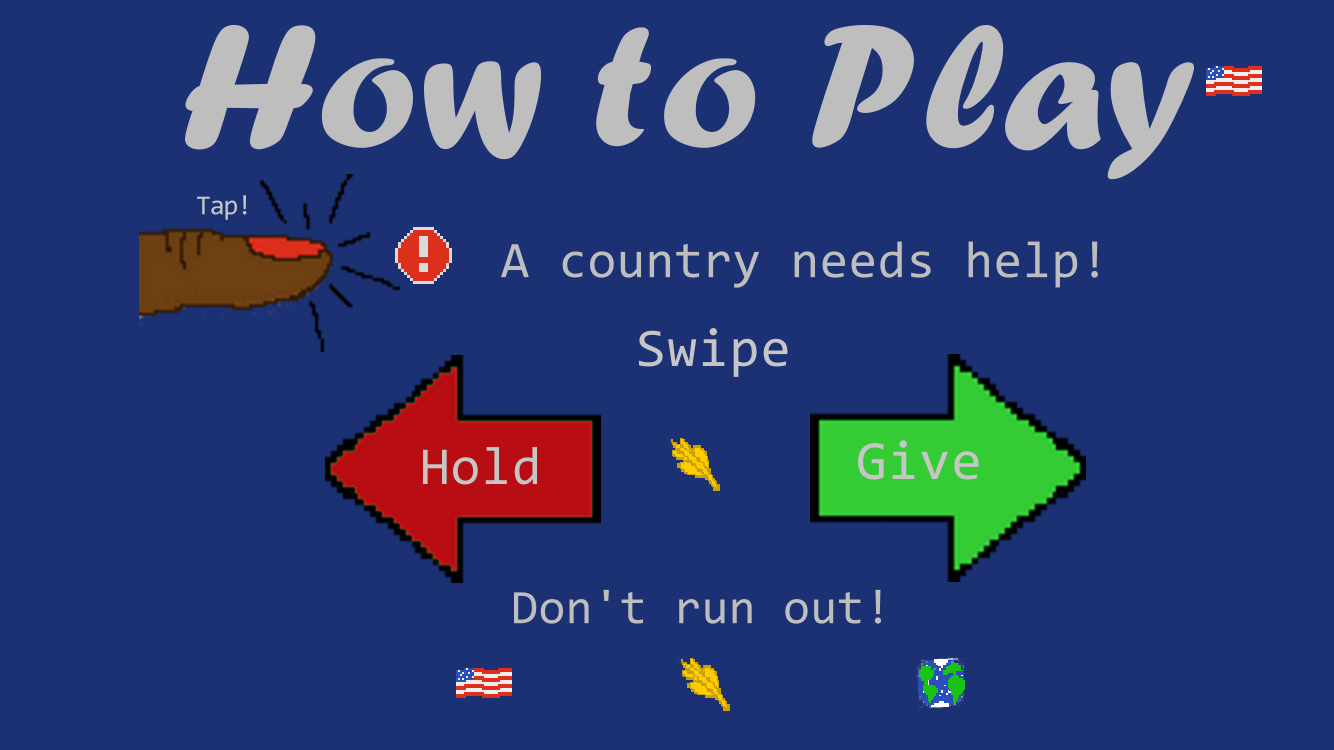 How to Play
Tap!
A country needs help!
Swipe
Hold
Give
Don't run out!